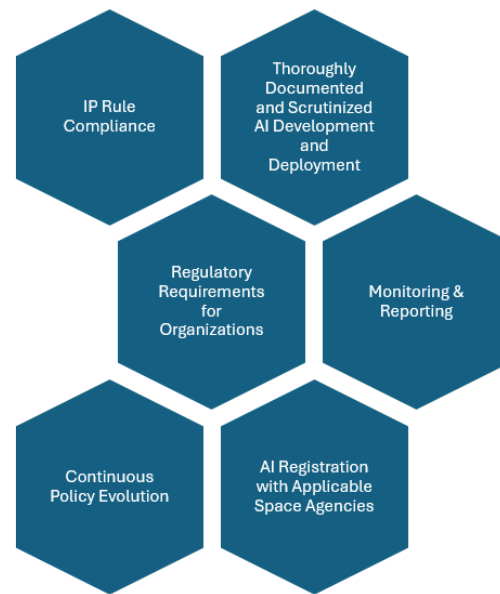 IP Rule
Compliance
Thoroughly
Documented
and Scrutinized
AI Development
and
Deployment
Regulatory
Requirements
for
Organizations
Monitoring &
Reporting
Continuous
Policy Evolution
AI Registration
with Applicable
Space Agencies